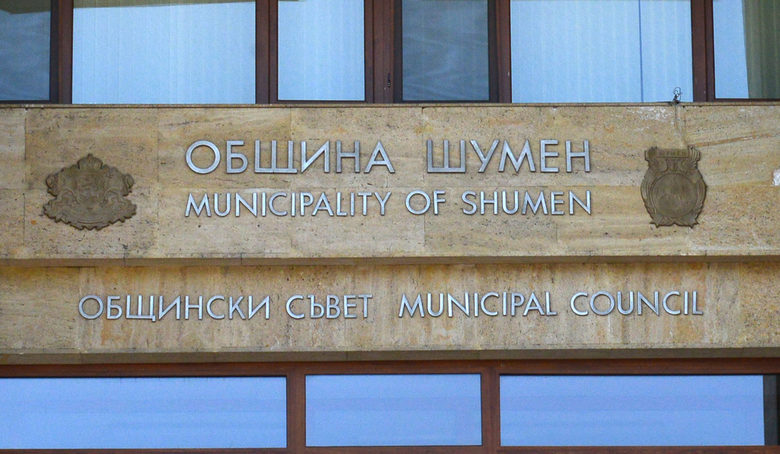 ОБЩИНА ШУМЕН
MUNICIPALITY OF SHUMEN
ОБЩИНСКИ СЪВЕТ MUNICIPAL COUNCIL